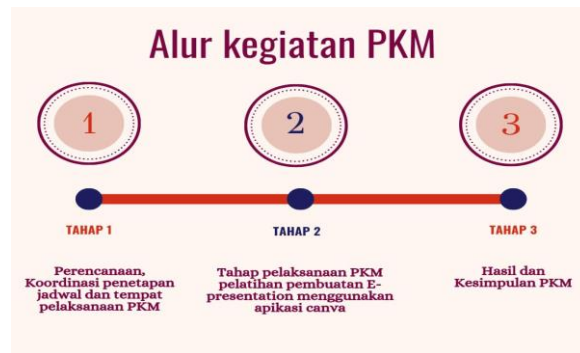 Alur kegiatan PKM
1
2
3
TAHAP 1
TAHAP 2
TAHAP 3
Perencanaan,
Koordinasi penetapan
jadwal dan tempat
pelaksanaan PKM
Tahap pelaksanaan PKM
pelatihan pembuatan E-
presentation menggunakan
apikasi canva
Hasil dan
Kesimpulan PKM